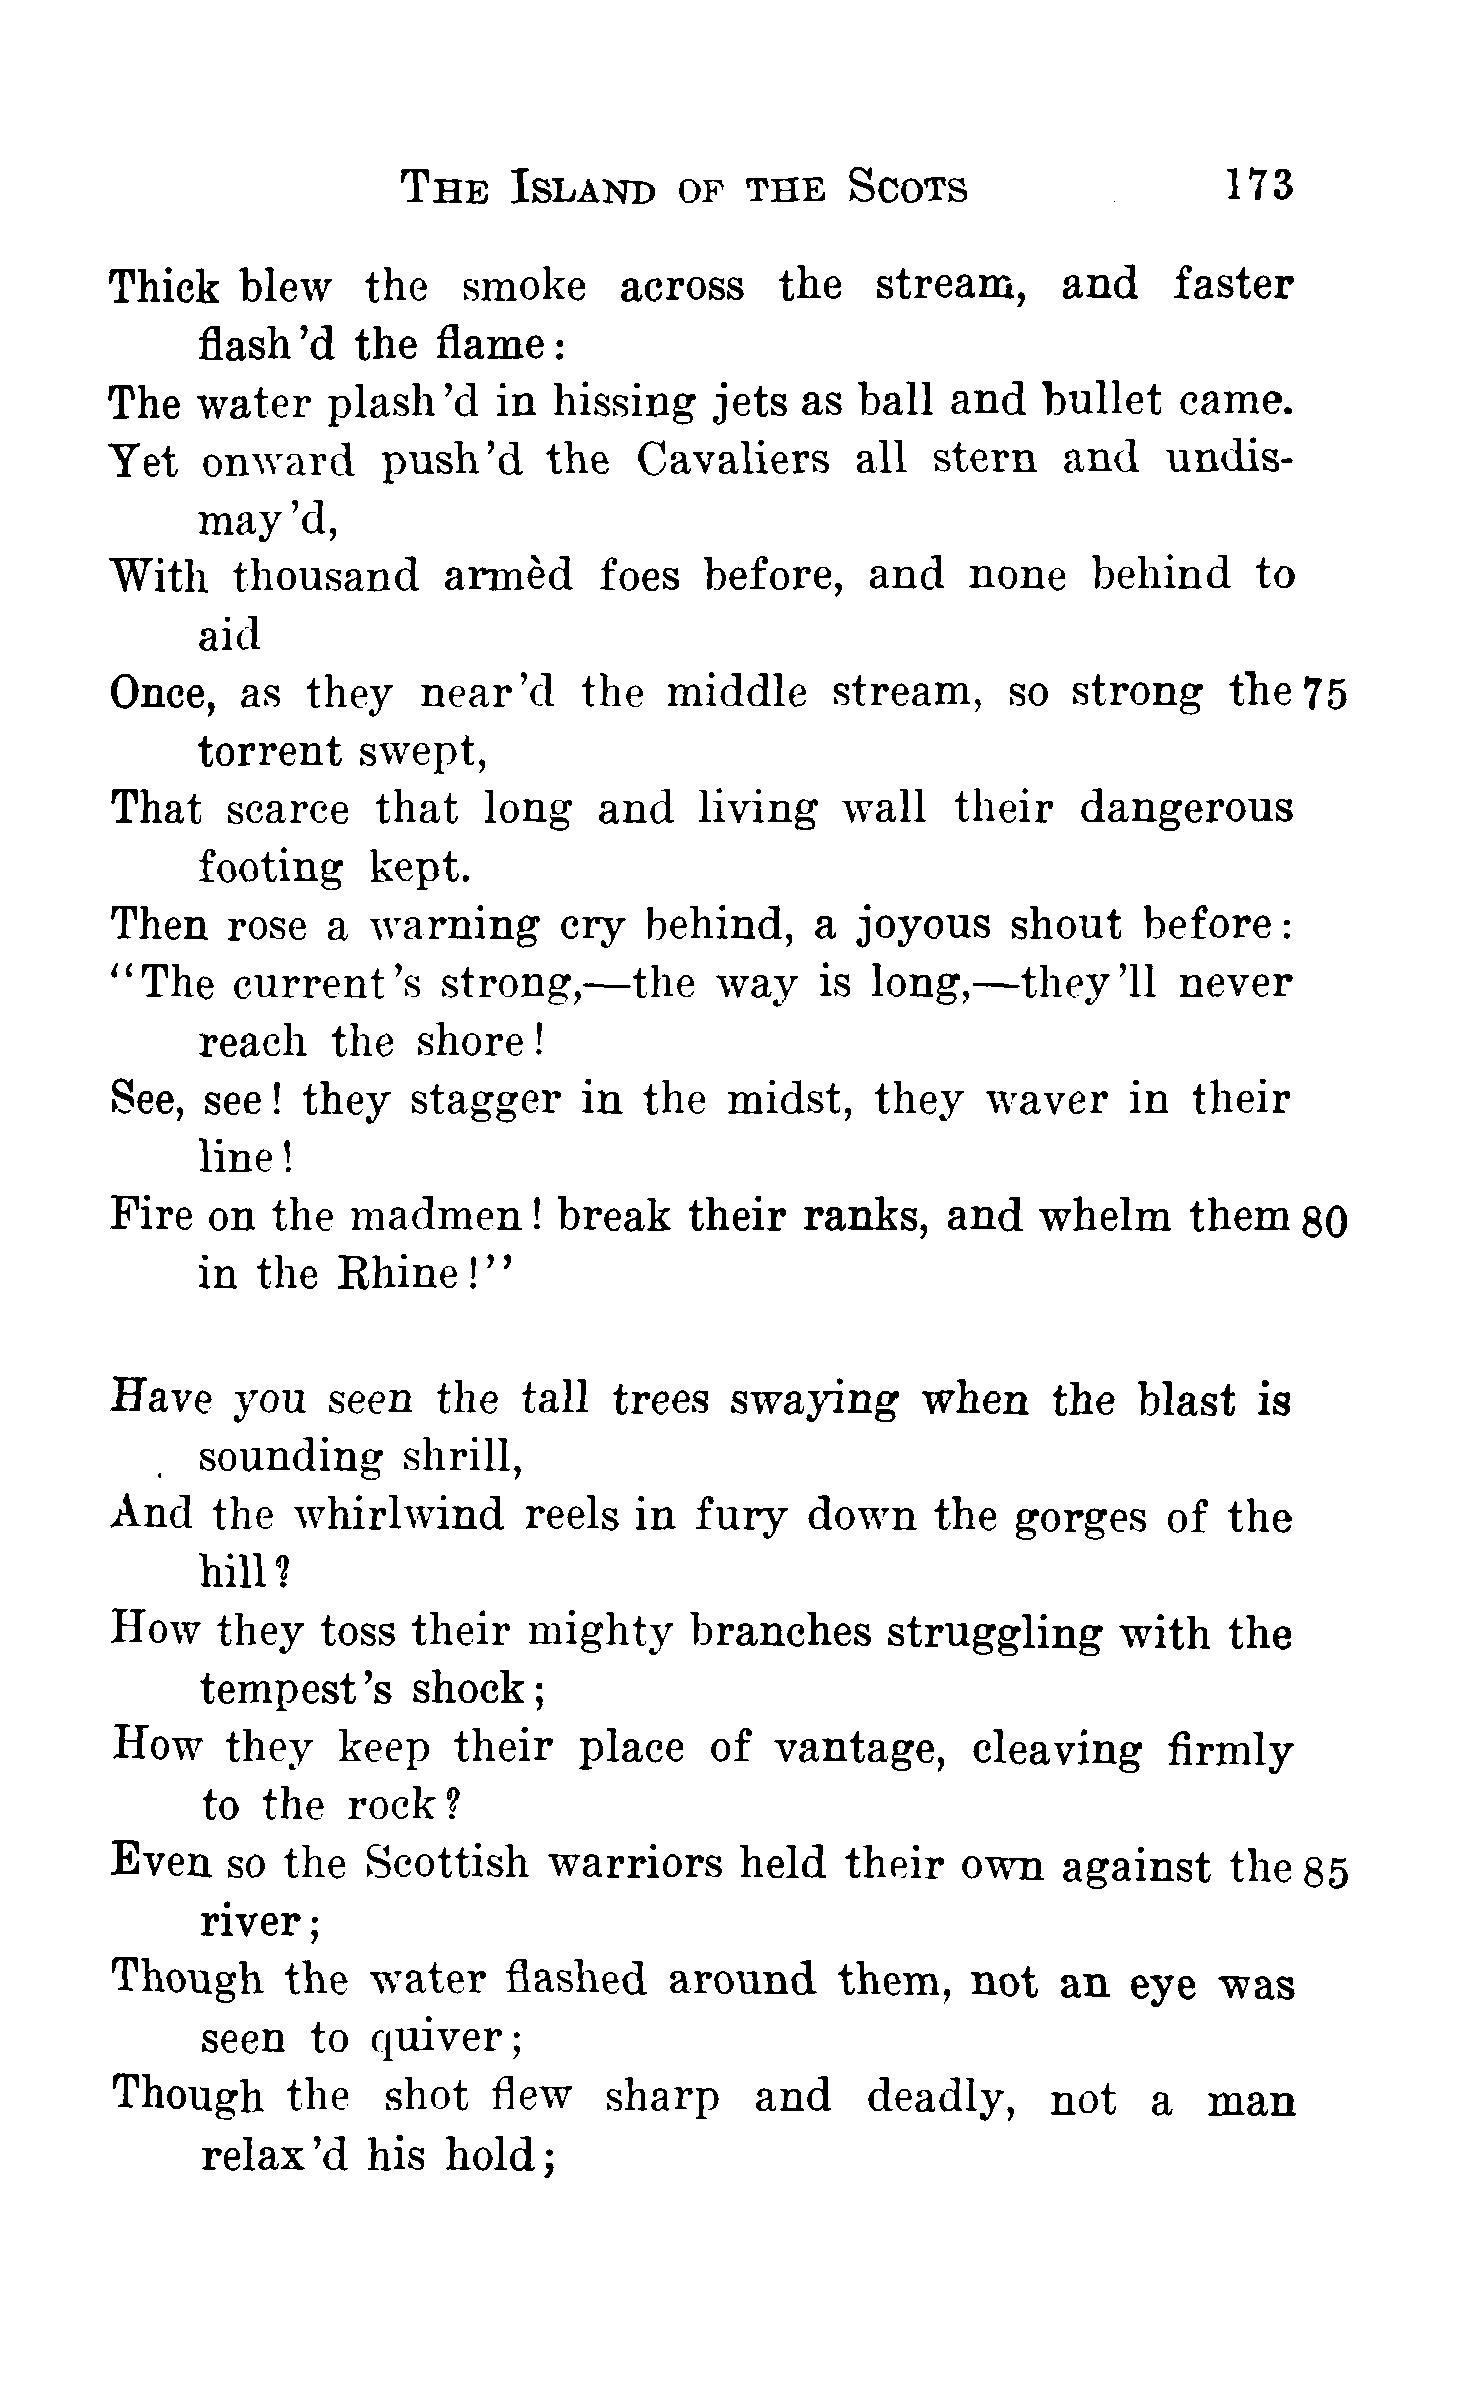 THE ISLAND OF THE SCOTS 173
Thick blew the smoke across the stream, and faster
flash'd the flame:
The water plash'd in hissing jets as ball and bullet came.
Yet onward push'd the Cavaliers all stern and undis-
may'd,
With thousand armèd foes before, and none behind to
aid
Once, as they near'd the middle stream, so strong the 75
torrent swept,
That scarce that long and living wall their dangerous
footing kept.
Then rose a warning cry behind, a joyous shout before:
"The current's strong,—the way is long,—they'll never
reach the shore!
See, see! they stagger in the midst, they waver in their
line!
Fire on the madmen! break their ranks, and whelm them 80
in the Rhine!"
Have you seen the tall trees swaying when the blast is
sounding shrill,
And the whirlwind reels in fury down the gorges of the
hill?
How they toss their mighty branches struggling with the
tempest's shock;
How they keep their place of vantage, cleaving firmly
to the rock?
Even so the Scottish warriors held their own against the 85
river;
Though the water flashed around them, not an eye was
seen to quiver;
Though the shot flew sharp and deadly, not a man
relax'd his hold;